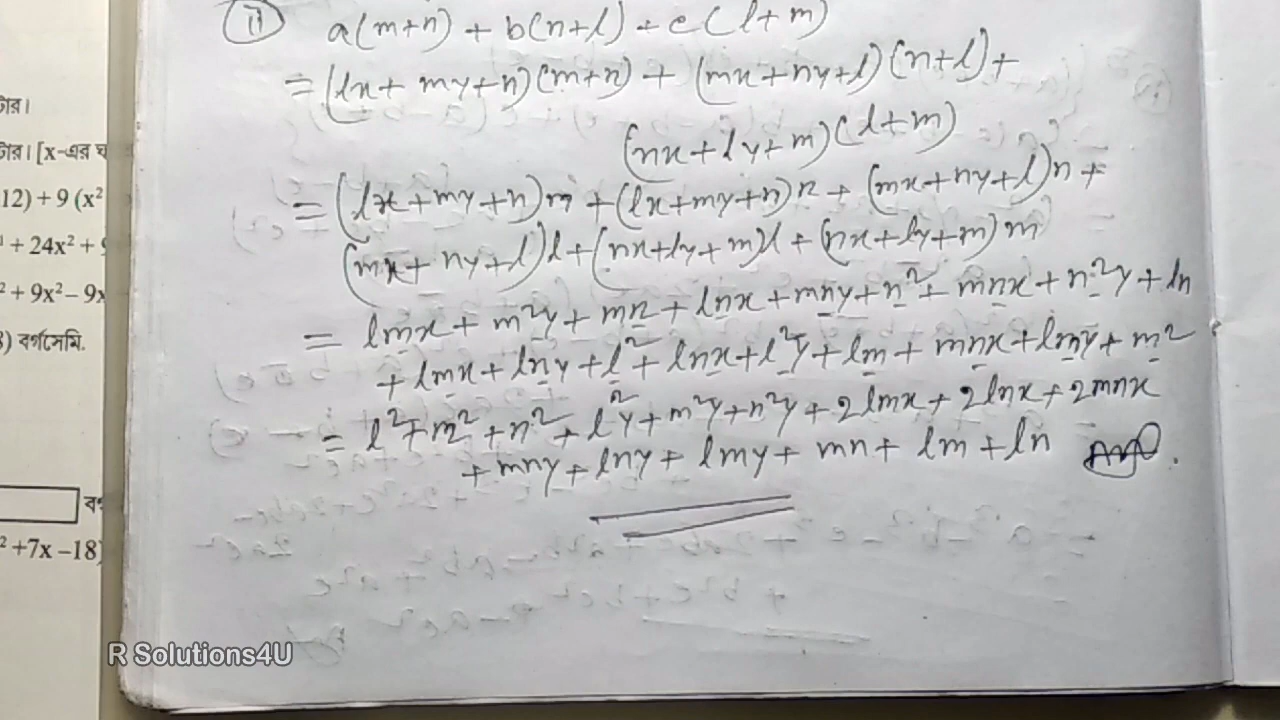 টার।
টার। [x-এর ঘ
12) + 9 (x²
+ 24x² + 9
² + 9x² – 9x
3) বর্গসেমি.
² +7x –18)
(ii) a(m+n) + b(n+l) + c(l+m)
= (lx + my+n)(m+n) + (mx+ny+l)(n+l)+
(nx+ly+m)(l+m)
= (lx+my+n)m +(lx+my+n)n + (mx+ny+l)n +
(mx+ny+l)l+(nx+ly+m)l+(nx+ly+m)m
= lmx + m²y+ mn + lnx+mny+n²+ mnx + n²y + ln
+ lmx+ lny+l²+ lnx+l²y+lm+ mnx+lmy+ m²
= l²+m²+n²+l²y+m²y+n²y+2lmx+2lnx+2mnx
+ mny+ lny+ lmy+ mn+ lm + ln Ans.
R Solutions4U